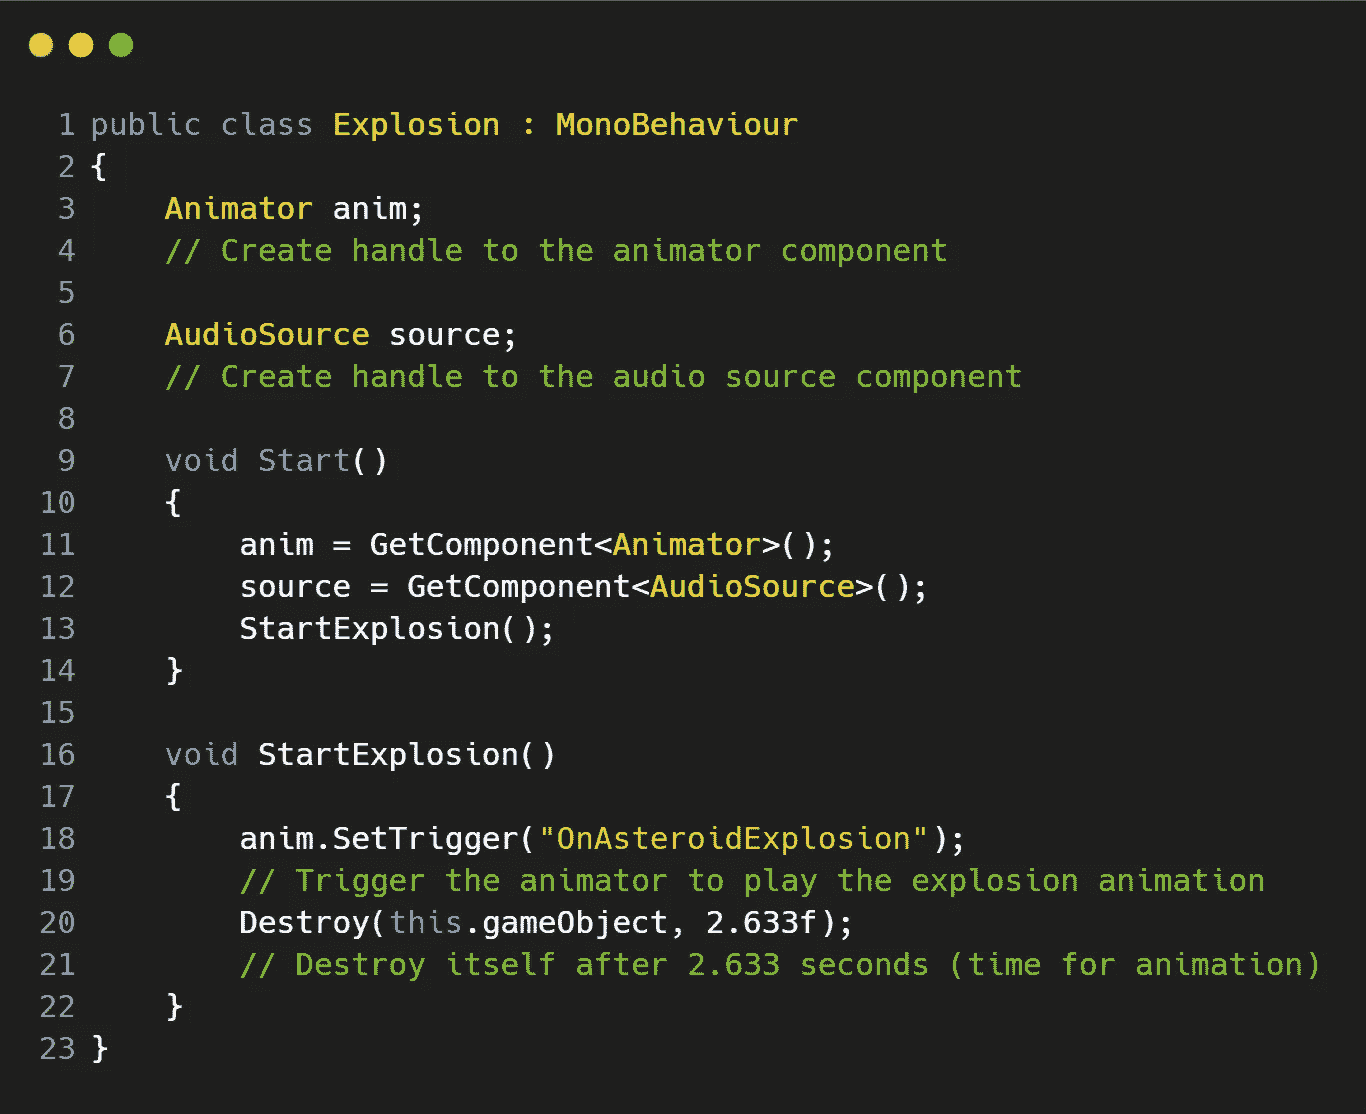 1 public class Explosion : MonoBehaviour
2 {
3     Animator anim;
4     // Create handle to the animator component
5
6     AudioSource source;
7     // Create handle to the audio source component
8
9     void Start()
10     {
11         anim = GetComponent<Animator>();
12         source = GetComponent<AudioSource>();
13         StartExplosion();
14     }
15
16     void StartExplosion()
17     {
18         anim.SetTrigger("OnAsteroidExplosion");
19         // Trigger the animator to play the explosion animation
20         Destroy(this.gameObject, 2.633f);
21         // Destroy itself after 2.633 seconds (time for animation)
22     }
23 }